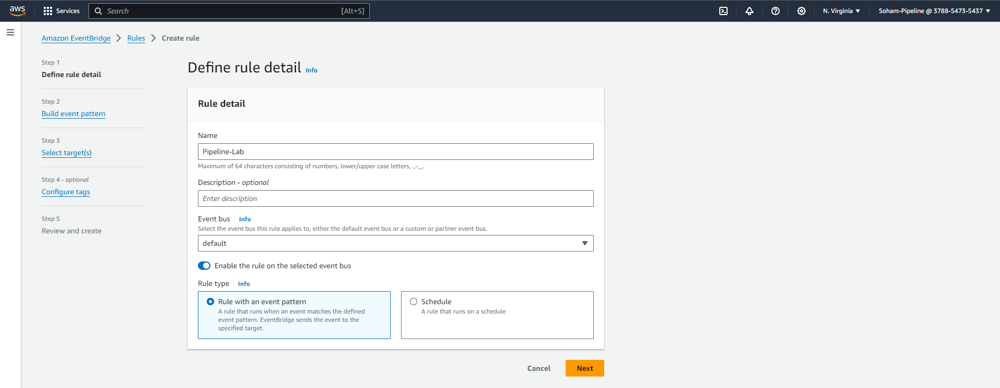 aws
Services
Search [Alt+S]
N. Virginia
Soham-Pipeline @ 3788-5473-5437
Amazon EventBridge
Rules
Create rule
Step 1
Define rule detail
Step 2
Build event pattern
Step 3
Select target(s)
Step 4 - optional
Configure tags
Step 5
Review and create
Define rule detail Info
Rule detail
Name
Pipeline-Lab
Maximum of 64 characters consisting of numbers, lower/upper case letters, .,-,_.
Description - optional
Enter description
Event bus Info
Select the event bus this rule applies to, either the default event bus or a custom or partner event bus.
default
Enable the rule on the selected event bus
Rule type Info
Rule with an event pattern
A rule that runs when an event matches the defined
event pattern. EventBridge sends the event to the
specified target.
Schedule
A rule that runs on a schedule
Cancel
Next